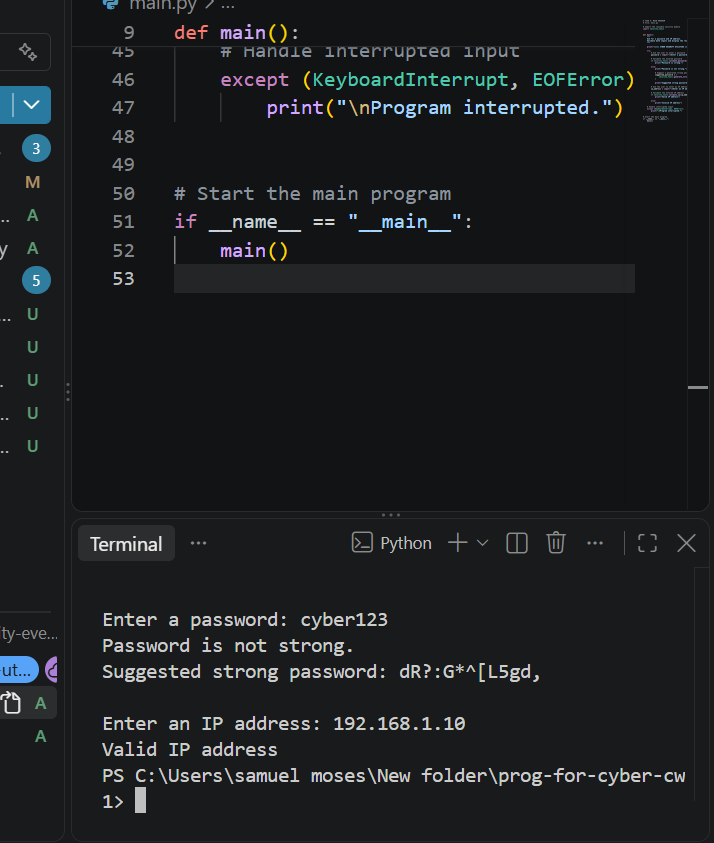 main.py > ...
9 def main():
45 # Handle interrupted input
46 except (KeyboardInterrupt, EOFError)
47 print("\nProgram interrupted.")
48
49
50 # Start the main program
51 if __name__ == "__main__":
52 main()
53
3
M
.. A
y A
5
... U
U
. U
.. U
.. U
ity-eve...
ut...
A
A
Terminal ... Python ...
Enter a password: cyber123
Password is not strong.
Suggested strong password: dR?:G*^[L5gd,
Enter an IP address: 192.168.1.10
Valid IP address
PS C:\Users\samuel moses\New folder\prog-for-cyber-cw
1>